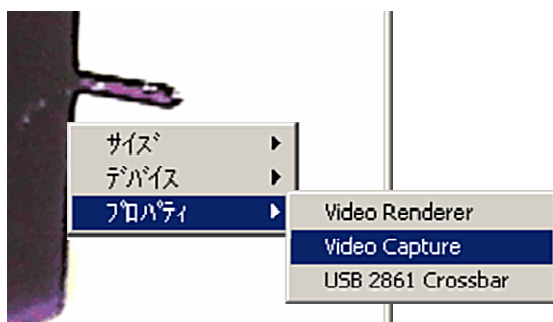 ｻｲｽﾞ
ﾃﾞﾊﾞｲｽ
ﾌﾟﾛﾊﾟﾃｨ
Video Renderer
Video Capture
USB 2861 Crossbar